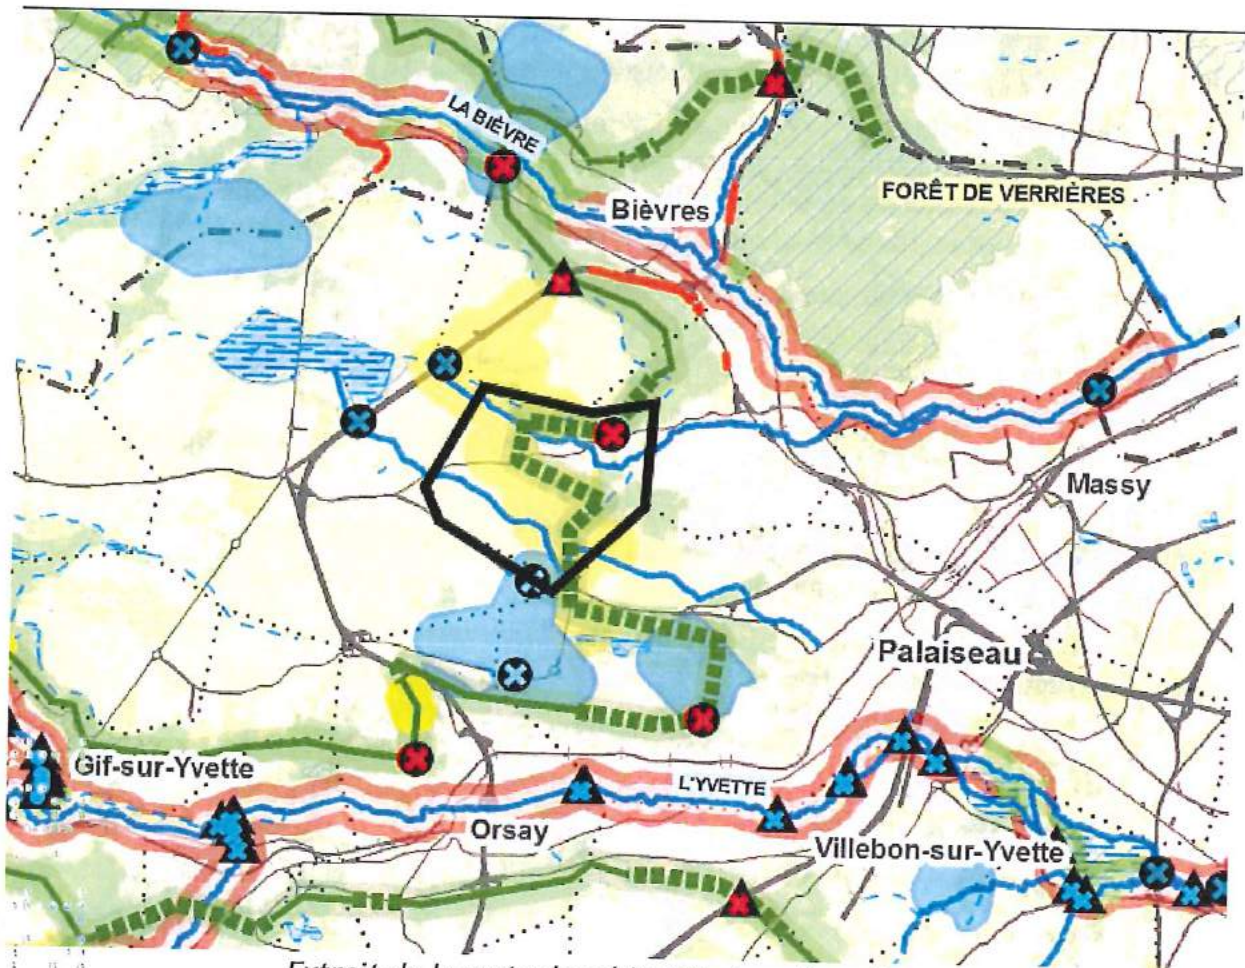 LA BIÈVRE
FORÊT DE VERRIÈRES
Bièvres
Massy
Palaiseau
Gif-sur-Yvette
L'YVETTE
Orsay
Villebon-sur-Yvette